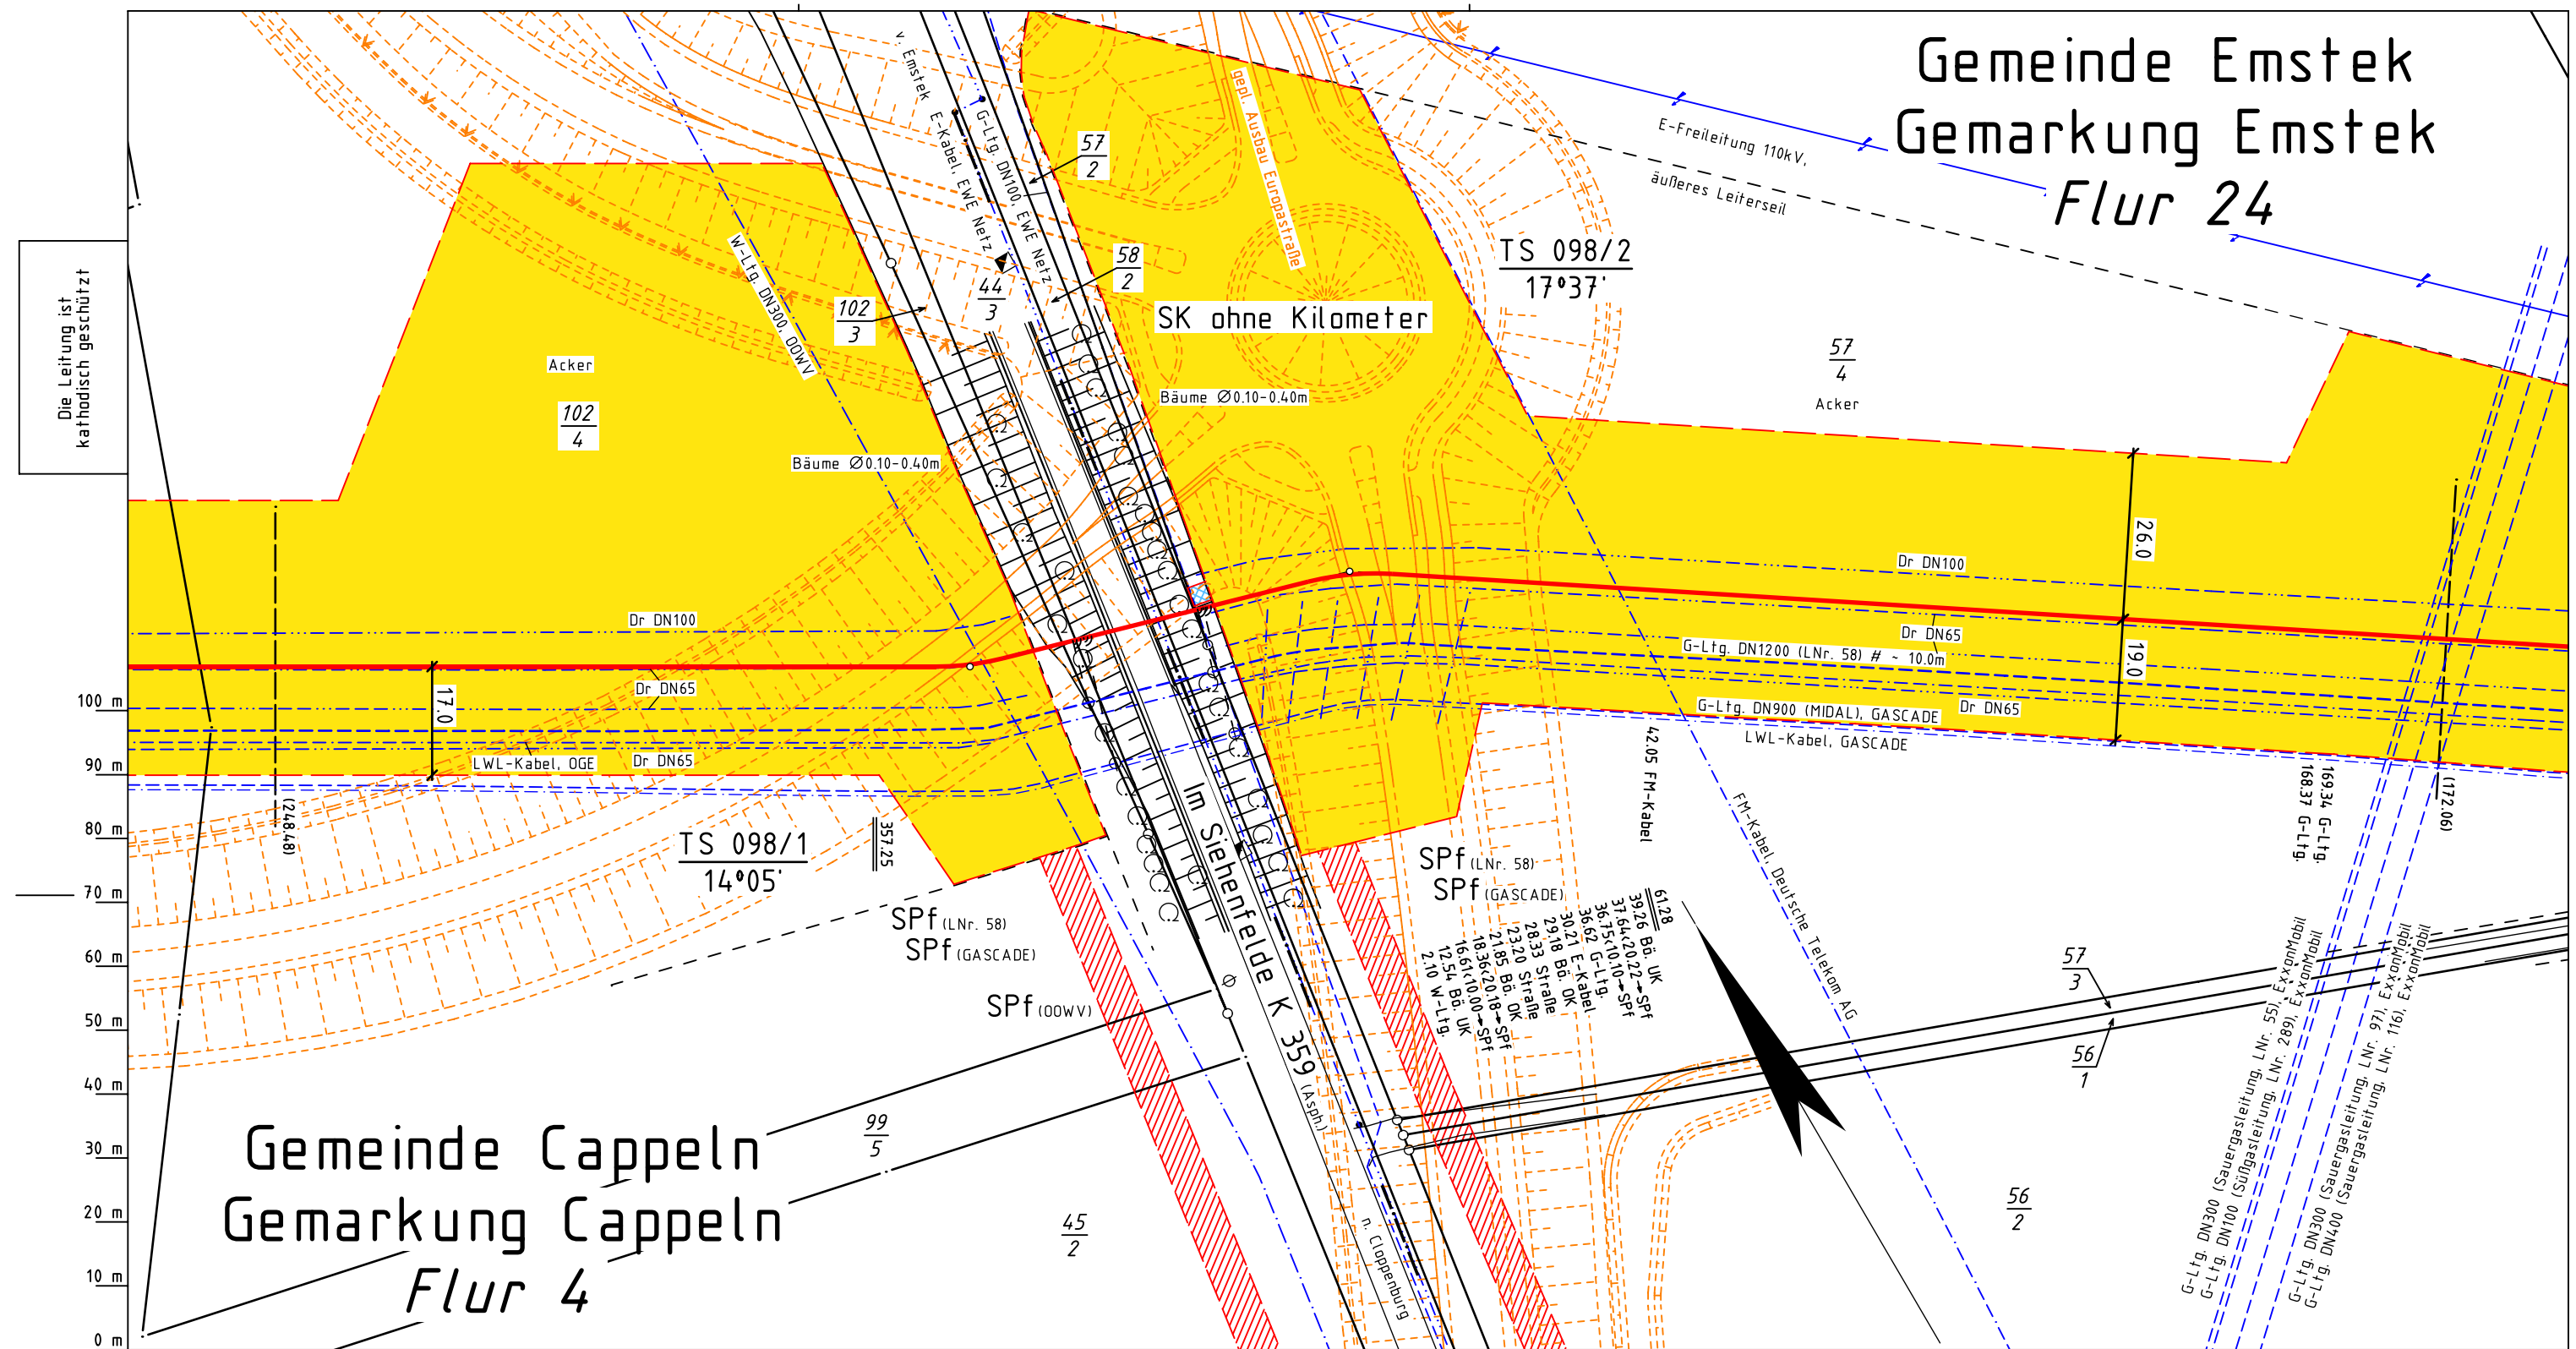 Gemeinde Emstek
Gemarkung Emstek
Flur 24
Die Leitung ist
kathodisch geschützt
v. Emstek
E-Kabel, EWE Netz
G-Ltg. DN100, EWE Netz
W-Ltg. DN300, OOWV
gepl. Ausbau Europastraße
E-Freileitung 110kV,
äußeres Leiterseil
57
2
58
2
44
3
102
3
TS 098/2
17°37'
SK ohne Kilometer
57
4
Acker
Acker
102
4
Bäume Ø0.10-0.40m
Bäume Ø0.10-0.40m
26.0
19.0
17.0
Dr DN100
Dr DN100
Dr DN65
Dr DN65
G-Ltg. DN1200 (LNr. 58) # ~ 10.0m
G-Ltg. DN900 (MIDAL), GASCADE
Dr DN65
LWL-Kabel, GASCADE
LWL-Kabel, OGE
Dr DN65
100 m
90 m
80 m
70 m
60 m
50 m
40 m
30 m
20 m
10 m
0 m
(248.48)
TS 098/1
14°05'
357.25
42.05 FM-Kabel
169.34 G-Ltg.
168.37 G-Ltg.
(172.06)
SPf (LNr. 58)
SPf (GASCADE)
SPf (OOWV)
SPf (LNr. 58)
SPf (GASCADE)
61.28
39.26 Bö. UK
37.64<20.22→SPf
36.75<10.10→SPf
36.62 G-Ltg.
30.21 E-Kabel
29.18 Bö. OK
28.33 Straße
23.20 Straße
21.85 Bö. OK
18.36<20.18→SPf
16.61<10.00→SPf
12.54 Bö. UK
2.10 W-Ltg.
Im Siehenfelde K 359 (Asph.)
n. Cloppenburg
FM-Kabel, Deutsche Telekom AG
G-Ltg. DN300 (Sauergasleitung, LNr. 55), ExxonMobil
G-Ltg. DN100 (Süßgasleitung, LNr. 289), ExxonMobil
G-Ltg. DN300 (Sauergasleitung, LNr. 97), ExxonMobil
G-Ltg. DN400 (Sauergasleitung, LNr. 116), ExxonMobil
57
3
56
1
56
2
99
5
45
2
Gemeinde Cappeln
Gemarkung Cappeln
Flur 4